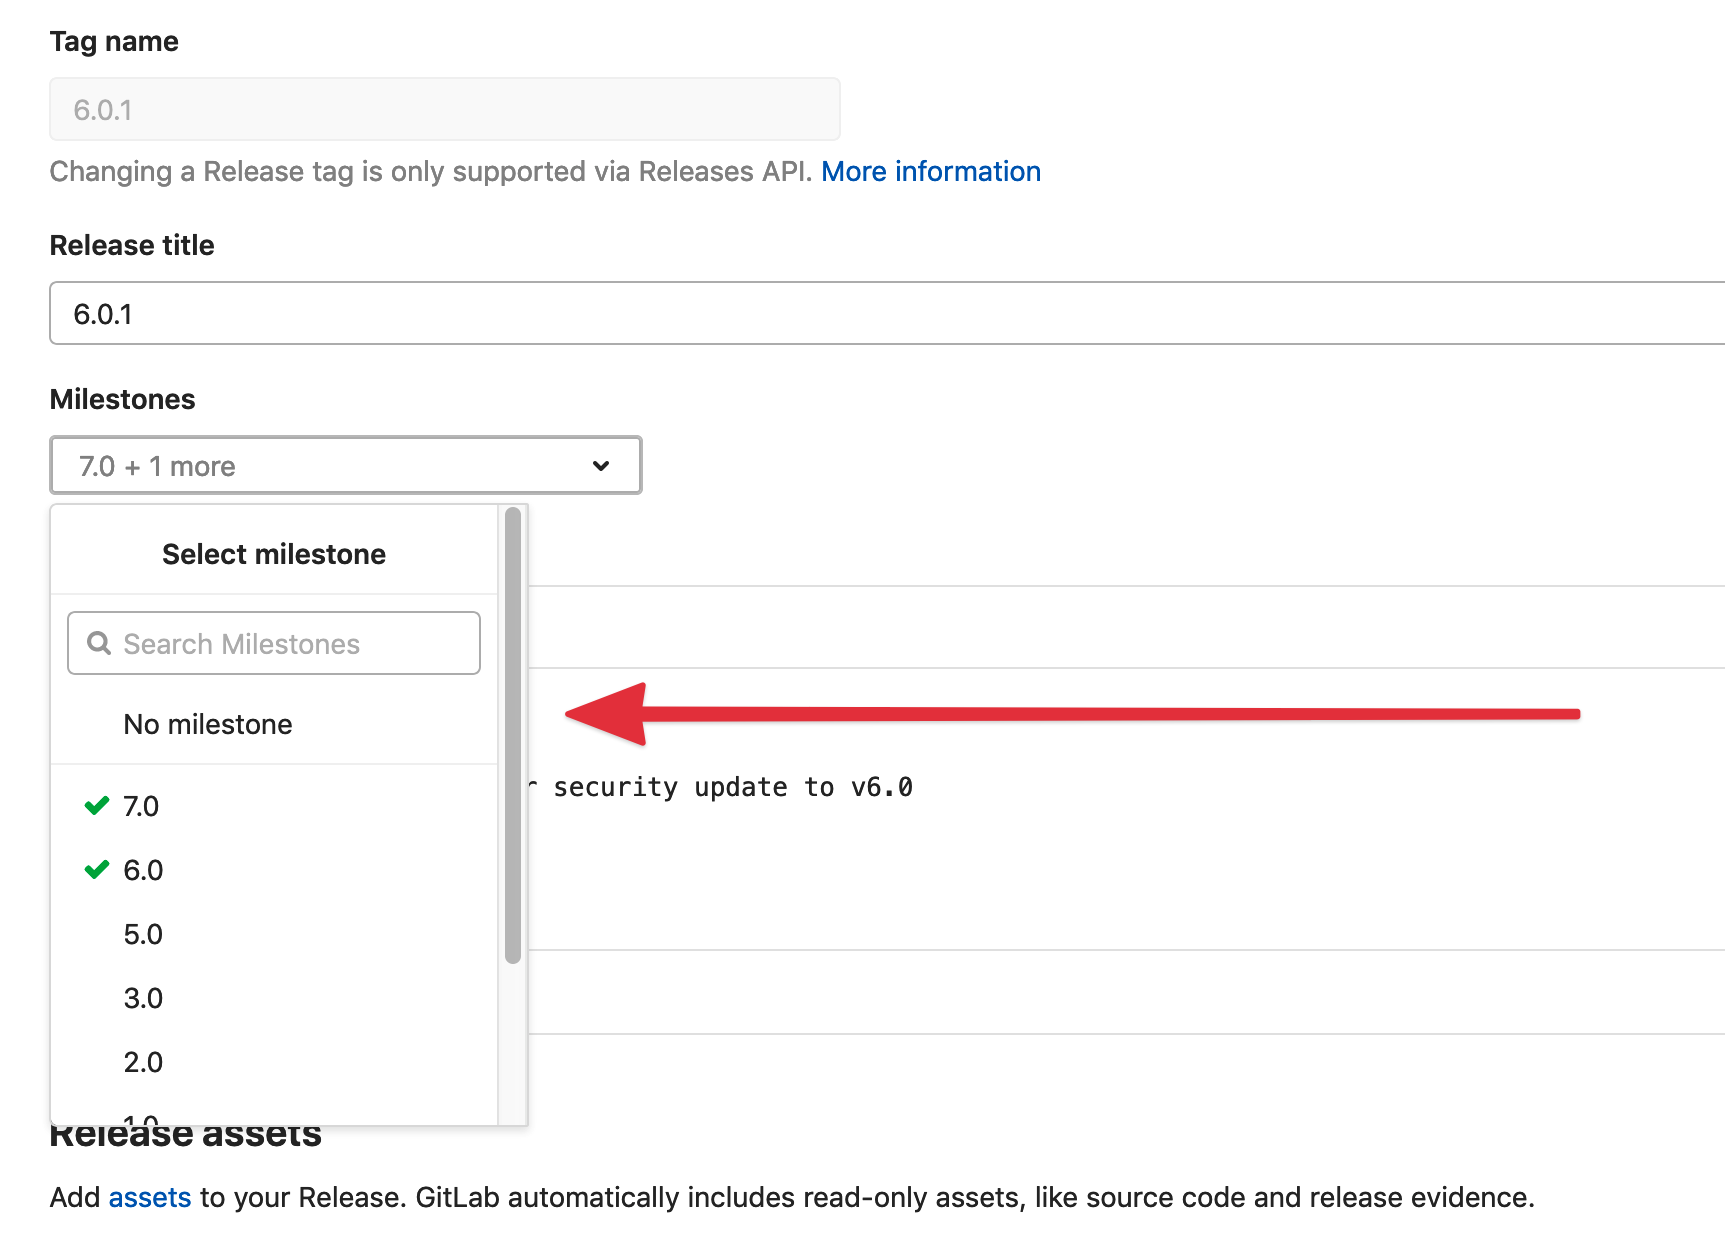 Tag name
6.0.1
Changing a Release tag is only supported via Releases API. More information
Release title
6.0.1
Milestones
7.0 + 1 more
Select milestone
Search Milestones
No milestone
security update to v6.0
7.0
6.0
5.0
3.0
2.0
1.0
Release assets
Add assets to your Release. GitLab automatically includes read-only assets, like source code and release evidence.